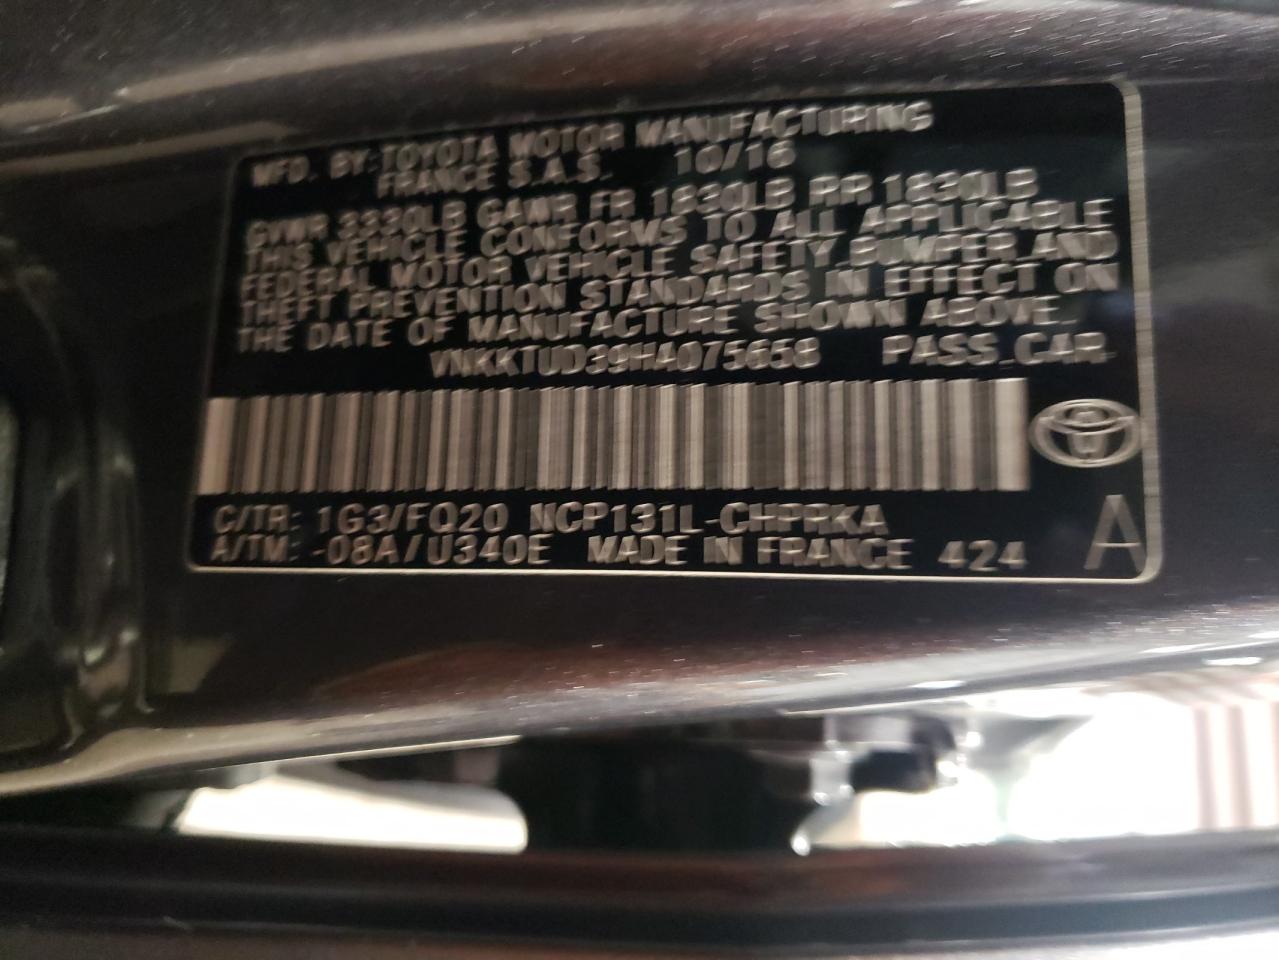 MFD. BY: TOYOTA MOTOR MANUFACTURING
FRANCE S.A.S. 10/16
GVWR 3330LB GAWR FR 1830LB RR 1830LB
THIS VEHICLE CONFORMS TO ALL APPLICABLE
FEDERAL MOTOR VEHICLE SAFETY, BUMPER, AND
THEFT PREVENTION STANDARDS IN EFFECT ON
THE DATE OF MANUFACTURE SHOWN ABOVE.
VNKKTUD39HA075658 PASS.CAR
C/TR: 1G3/FQ20 NCP131L-CHPRKA
A/TM: -08A/U340E MADE IN FRANCE 424 A